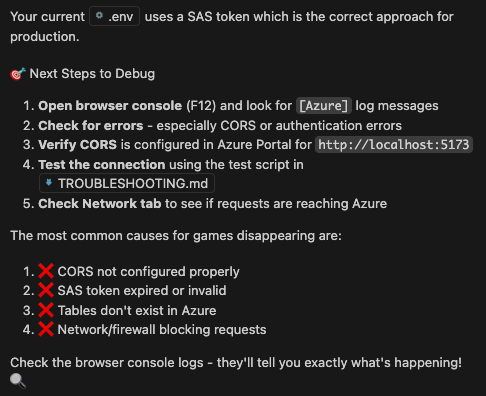 Your current .env uses a SAS token which is the correct approach for
production.
🎯 Next Steps to Debug
1. Open browser console (F12) and look for [Azure] log messages
2. Check for errors - especially CORS or authentication errors
3. Verify CORS is configured in Azure Portal for http://localhost:5173
4. Test the connection using the test script in
TROUBLESHOOTING.md
5. Check Network tab to see if requests are reaching Azure
The most common causes for games disappearing are:
1. ❌ CORS not configured properly
2. ❌ SAS token expired or invalid
3. ❌ Tables don't exist in Azure
4. ❌ Network/firewall blocking requests
Check the browser console logs - they'll tell you exactly what's happening!
🔍